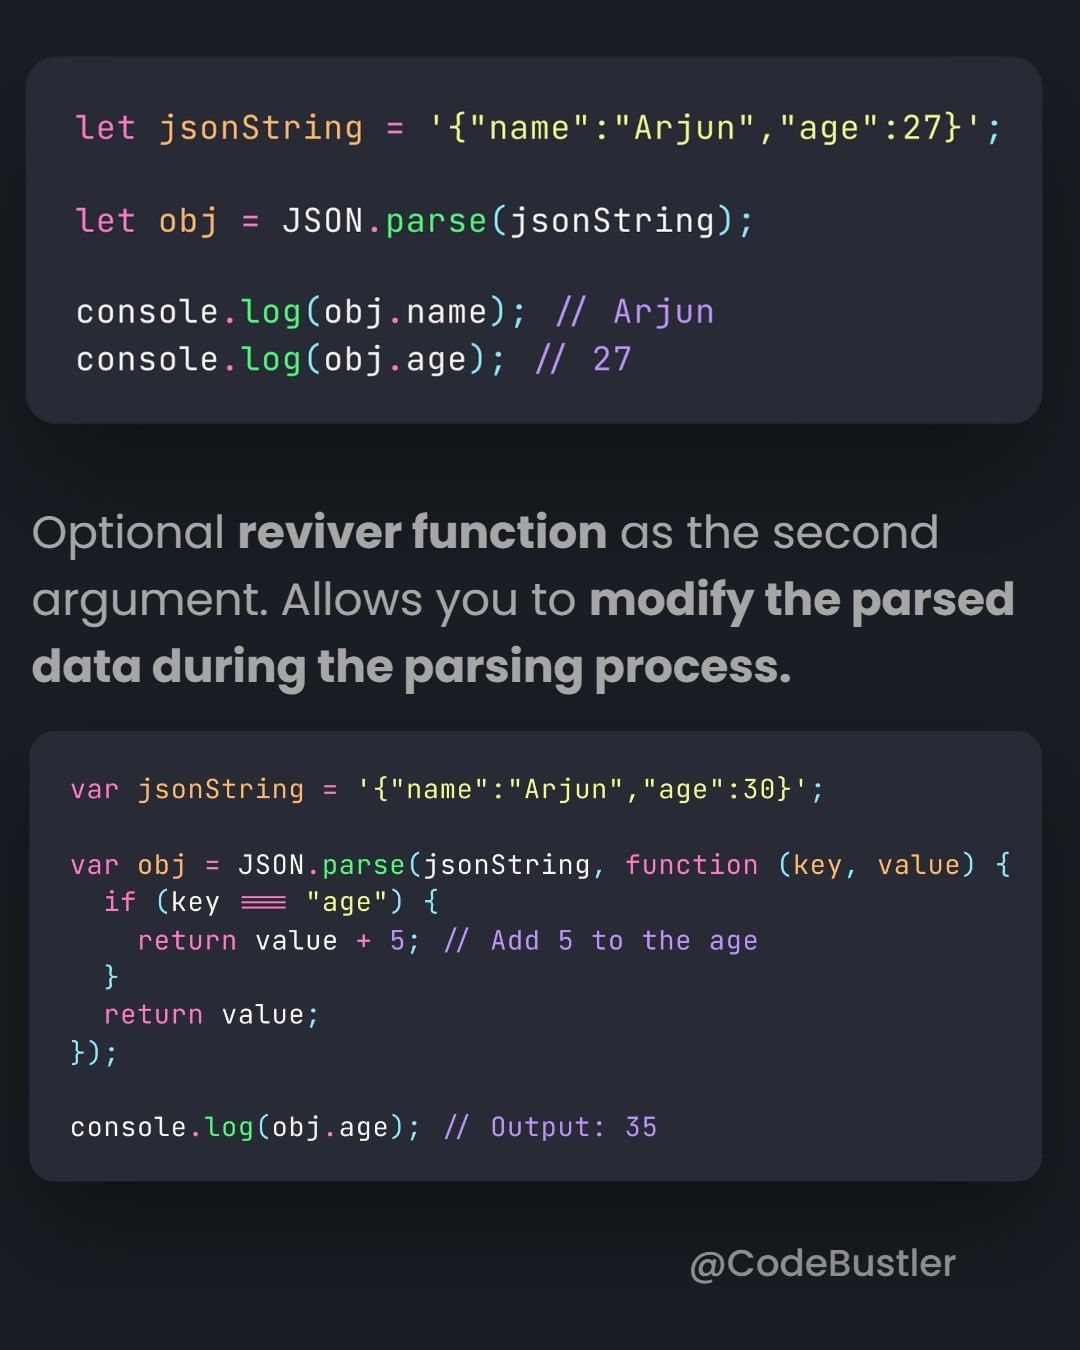 let jsonString = '{"name":"Arjun","age":27}';
let obj = JSON.parse(jsonString);
console.log(obj.name); // Arjun
console.log(obj.age); // 27
Optional reviver function as the second
argument. Allows you to modify the parsed
data during the parsing process.
var jsonString = '{"name":"Arjun","age":30}';
var obj = JSON.parse(jsonString, function (key, value) {
  if (key === "age") {
    return value + 5; // Add 5 to the age
  }
  return value;
});
console.log(obj.age); // Output: 35
@CodeBustler